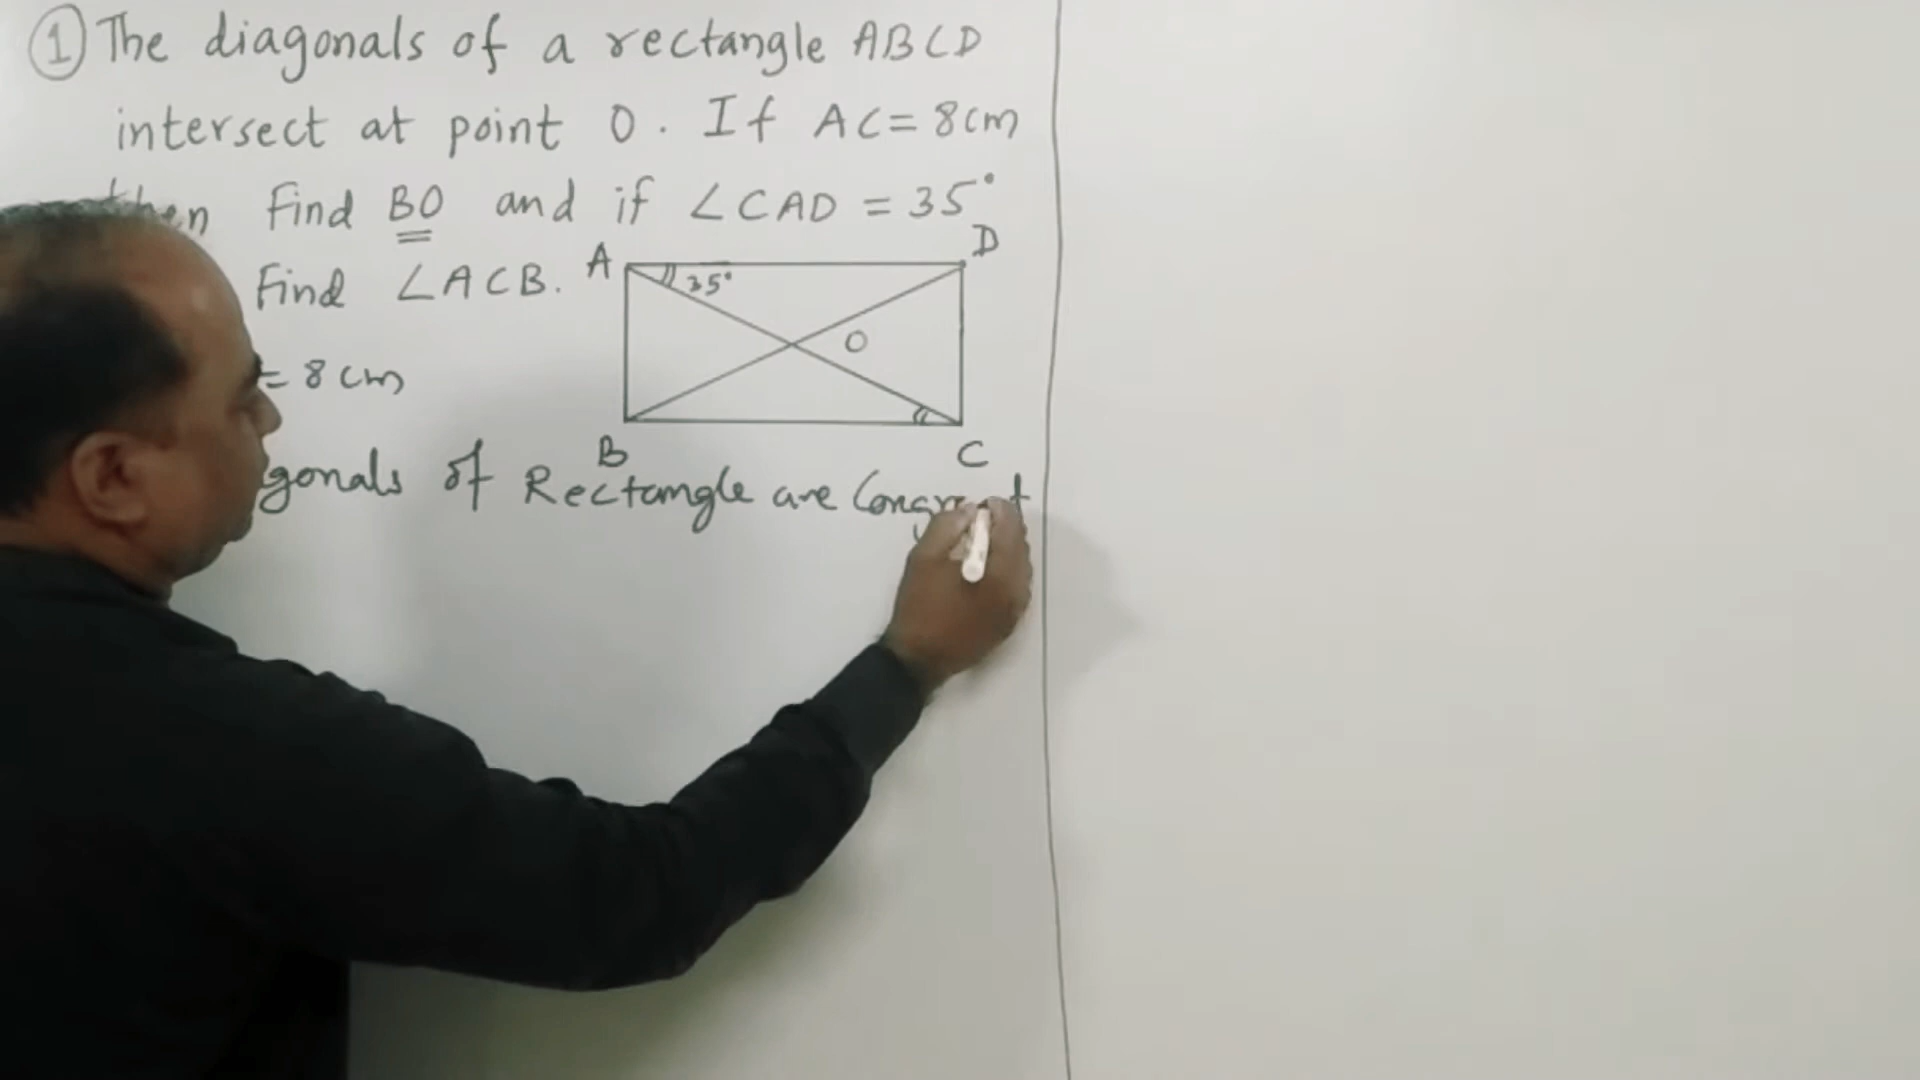 ① The diagonals of a rectangle ABCD
intersect at point O. If AC = 8cm
then Find BO and if ∠CAD = 35°
Find ∠ACB.
A
D
35°
O
B
C
= 8 cm
of Rectangle are